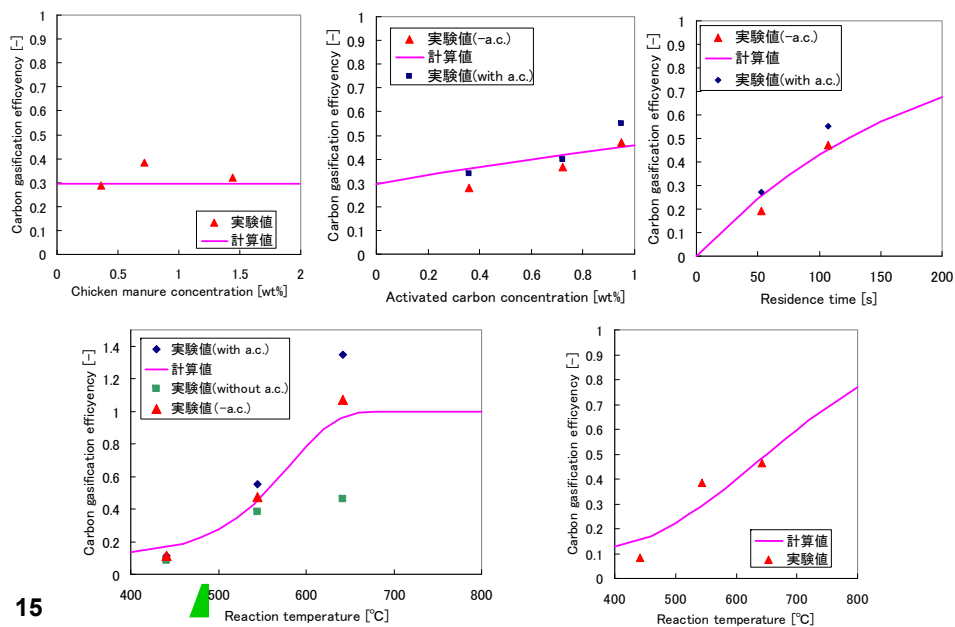 Carbon gasification efficyency [-]
1
0.9
0.8
0.7
0.6
0.5
0.4
0.3
0.2
0.1
0
実験値
計算値
0 0.5 1 1.5 2
Chicken manure concentration [wt%]
Carbon gasification efficyency [-]
1
0.9
0.8
0.7
0.6
0.5
0.4
0.3
0.2
0.1
0
実験値(-a.c.)
計算値
実験値(with a.c.)
0 0.2 0.4 0.6 0.8 1
Activated carbon concentration [wt%]
Carbon gasification efficyency [-]
1
0.9
0.8
0.7
0.6
0.5
0.4
0.3
0.2
0.1
0
実験値(-a.c.)
計算値
実験値(with a.c.)
0 50 100 150 200
Residence time [s]
Carbon gasification efficyency [-]
1.4
1.2
1
0.8
0.6
0.4
0.2
0
実験値(with a.c.)
計算値
実験値(without a.c.)
実験値(-a.c.)
400 500 600 700 800
Reaction temperature [℃]
Carbon gasification efficyency [-]
1
0.9
0.8
0.7
0.6
0.5
0.4
0.3
0.2
0.1
0
計算値
実験値
400 500 600 700 800
Reaction temperature [℃]
15